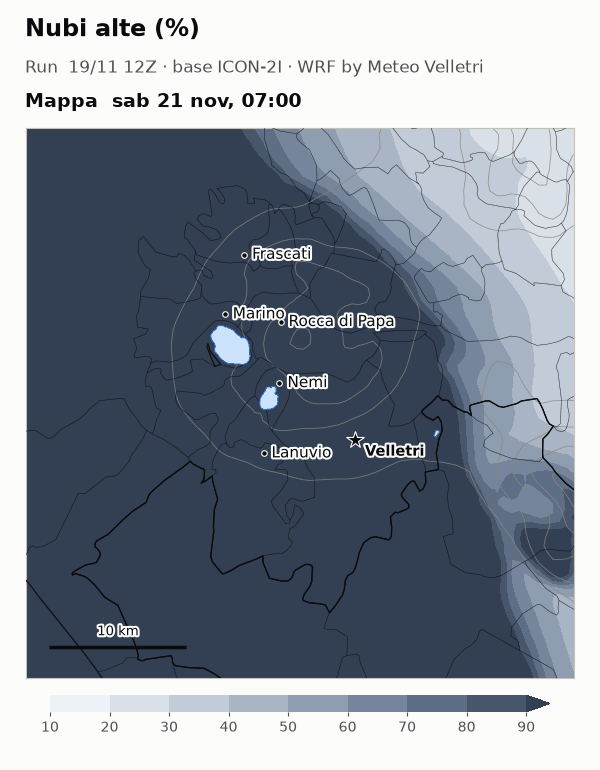 Nubi alte (%)
Run 19/11 12Z · base ICON-2I · WRF by Meteo Velletri
Mappa sab 21 nov, 07:00
Frascati
Marino
Rocca di Papa
Nemi
Velletri
Lanuvio
10 km
10 20 30 40 50 60 70 80 90